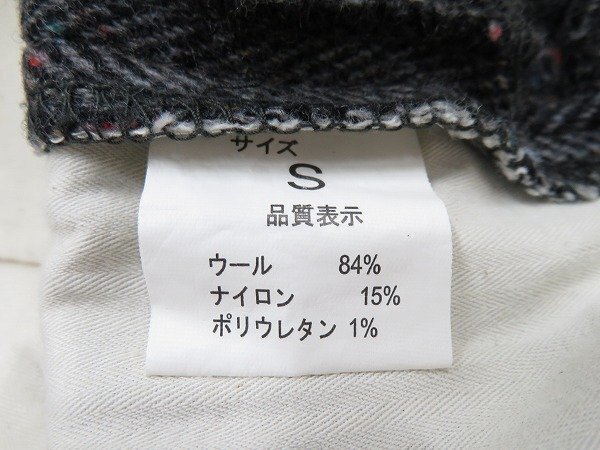 サイズ
S
品質表示
ウール 84%
ナイロン 15%
ポリウレタン 1%